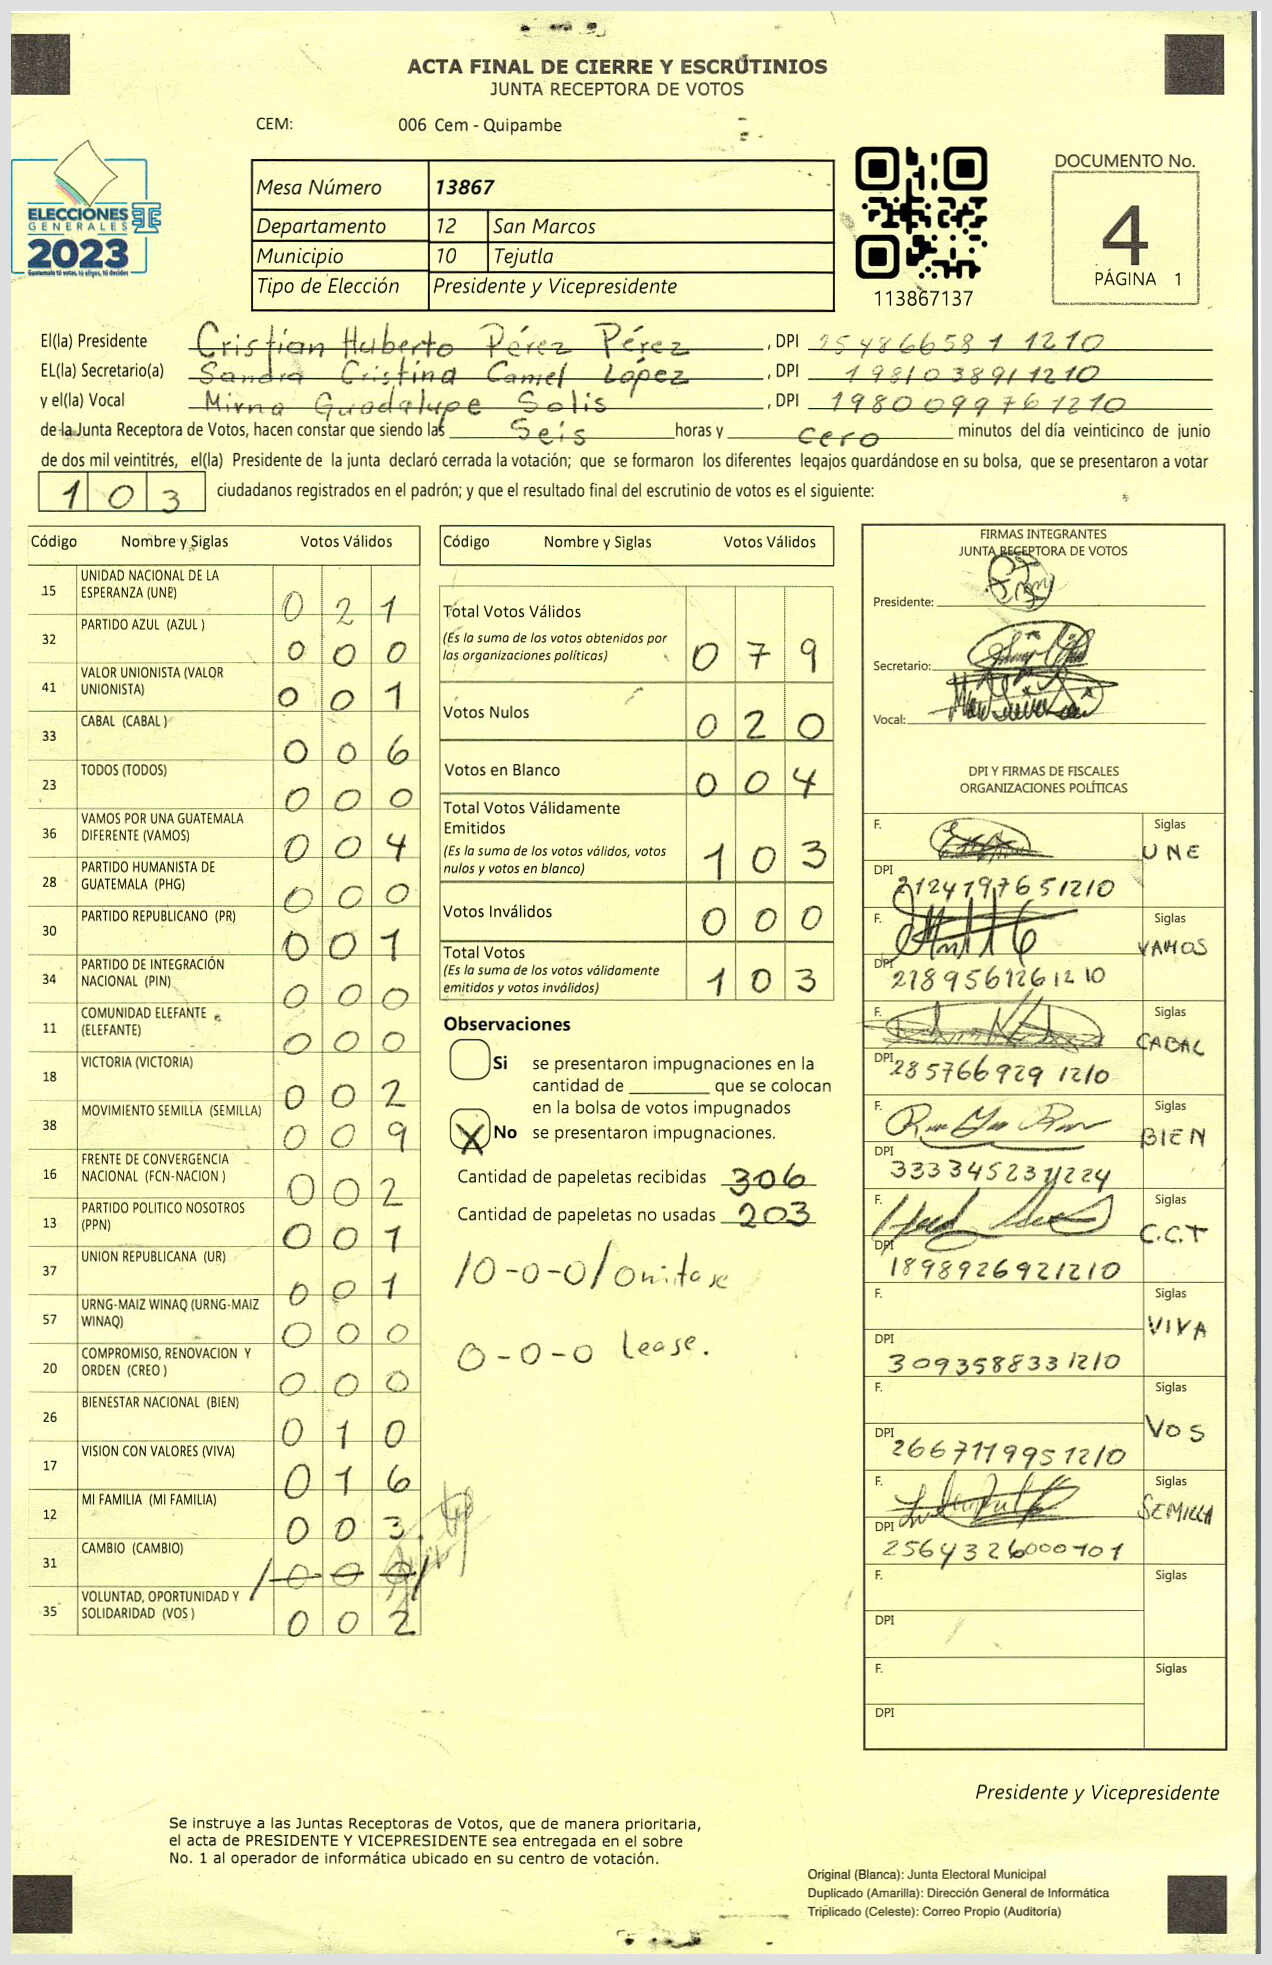 ACTA FINAL DE CIERRE Y ESCRUTINIOS
JUNTA RECEPTORA DE VOTOS
CEM: 006 Cem - Quipambe
ELECCIONES
GENERALES
2023
Guatemala tú votas, tú eliges, tú decides
Mesa Número 13867
Departamento 12 San Marcos
Municipio 10 Tejutla
Tipo de Elección Presidente y Vicepresidente
113867137
DOCUMENTO No.
4
PÁGINA 1
El(la) Presidente Cristian Huberto Pérez Pérez, DPI 25486658 1 1210
EL(la) Secretario(a) Sandra Cristina Camel López, DPI 198103891 1210
y el(la) Vocal Mirna Guadalupe Solis, DPI 198009976 1210
de la Junta Receptora de Votos, hacen constar que siendo las Seis horas y cero minutos del día veinticinco de junio
de dos mil veintitrés, el(la) Presidente de la junta declaró cerrada la votación; que se formaron los diferentes legajos guardándose en su bolsa, que se presentaron a votar
103 ciudadanos registrados en el padrón; y que el resultado final del escrutinio de votos es el siguiente:
Código Nombre y Siglas Votos Válidos
15 UNIDAD NACIONAL DE LA ESPERANZA (UNE) 0 2 1
32 PARTIDO AZUL (AZUL ) 0 0 0
41 VALOR UNIONISTA (VALOR UNIONISTA) 0 0 1
33 CABAL (CABAL ) 0 0 6
23 TODOS (TODOS) 0 0 0
36 VAMOS POR UNA GUATEMALA DIFERENTE (VAMOS) 0 0 4
28 PARTIDO HUMANISTA DE GUATEMALA (PHG) 0 0 0
30 PARTIDO REPUBLICANO (PR) 0 0 1
34 PARTIDO DE INTEGRACIÓN NACIONAL (PIN) 0 0 0
11 COMUNIDAD ELEFANTE (ELEFANTE) 0 0 0
18 VICTORIA (VICTORIA) 0 0 2
38 MOVIMIENTO SEMILLA (SEMILLA) 0 0 9
16 FRENTE DE CONVERGENCIA NACIONAL (FCN-NACION ) 0 0 2
13 PARTIDO POLITICO NOSOTROS (PPN) 0 0 1
37 UNION REPUBLICANA (UR) 0 0 1
57 URNG-MAIZ WINAQ (URNG-MAIZ WINAQ) 0 0 0
20 COMPROMISO, RENOVACION Y ORDEN (CREO ) 0 0 0
26 BIENESTAR NACIONAL (BIEN) 0 1 0
17 VISION CON VALORES (VIVA) 0 1 6
12 MI FAMILIA (MI FAMILIA) 0 0 3
31 CAMBIO (CAMBIO) /0 0 0/
35 VOLUNTAD, OPORTUNIDAD Y SOLIDARIDAD (VOS ) 0 0 2
Código Nombre y Siglas Votos Válidos
Total Votos Válidos 0 7 9
(Es la suma de los votos obtenidos por
las organizaciones políticas)
Votos Nulos 0 2 0
Votos en Blanco 0 0 4
Total Votos Válidamente
Emitidos 1 0 3
(Es la suma de los votos válidos, votos
nulos y votos en blanco)
Votos Inválidos 0 0 0
Total Votos 1 0 3
(Es la suma de los votos válidamente
emitidos y votos inválidos)
Observaciones
Si se presentaron impugnaciones en la
cantidad de ________ que se colocan
en la bolsa de votos impugnados
X No se presentaron impugnaciones.
Cantidad de papeletas recibidas 306
Cantidad de papeletas no usadas 203
/0-0-0/ Omitase
0-0-0 Lease.
FIRMAS INTEGRANTES
JUNTA RECEPTORA DE VOTOS
Presidente:
Secretario:
Vocal:
DPI Y FIRMAS DE FISCALES
ORGANIZACIONES POLÍTICAS
F. Siglas UNE
DPI 2124197651210
F. Siglas VAMOS
DPI 2189561261210
F. Siglas CABAL
DPI 285766929 1210
F. Siglas BIEN
DPI 3333452371224
F. Siglas C.C.T
DPI 1898926921210
F. Siglas VIVA
DPI 3093588331210
F. Siglas VOS
DPI 2667119951210
F. Siglas SEMILLA
DPI 2564326000101
F. Siglas
DPI
F. Siglas
DPI
Presidente y Vicepresidente
Se instruye a las Juntas Receptoras de Votos, que de manera prioritaria,
el acta de PRESIDENTE Y VICEPRESIDENTE sea entregada en el sobre
No. 1 al operador de informática ubicado en su centro de votación.
Original (Blanca): Junta Electoral Municipal
Duplicado (Amarilla): Dirección General de Informática
Triplicado (Celeste): Correo Propio (Auditoría)